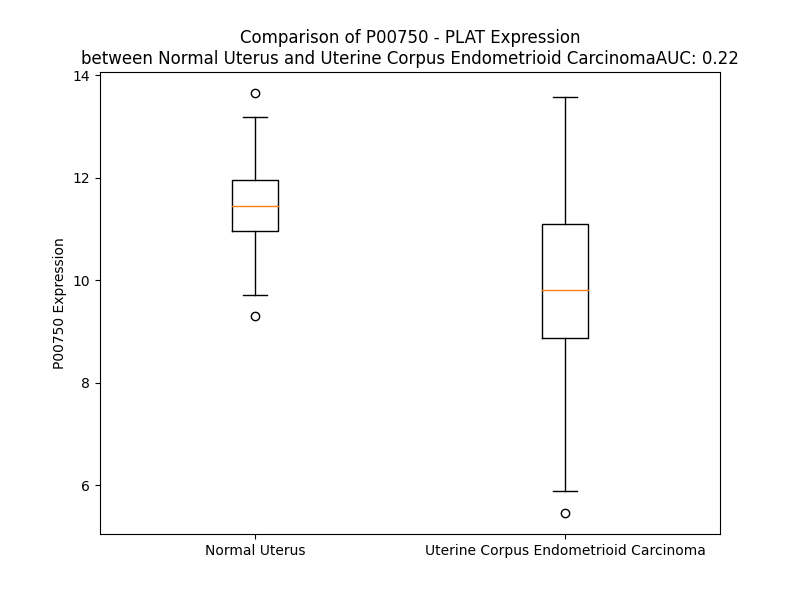 Comparison of P00750 - PLAT Expression
between Normal Uterus and Uterine Corpus Endometrioid CarcinomaAUC: 0.22
14
12
10
8
6
P00750 Expression
Normal Uterus
Uterine Corpus Endometrioid Carcinoma